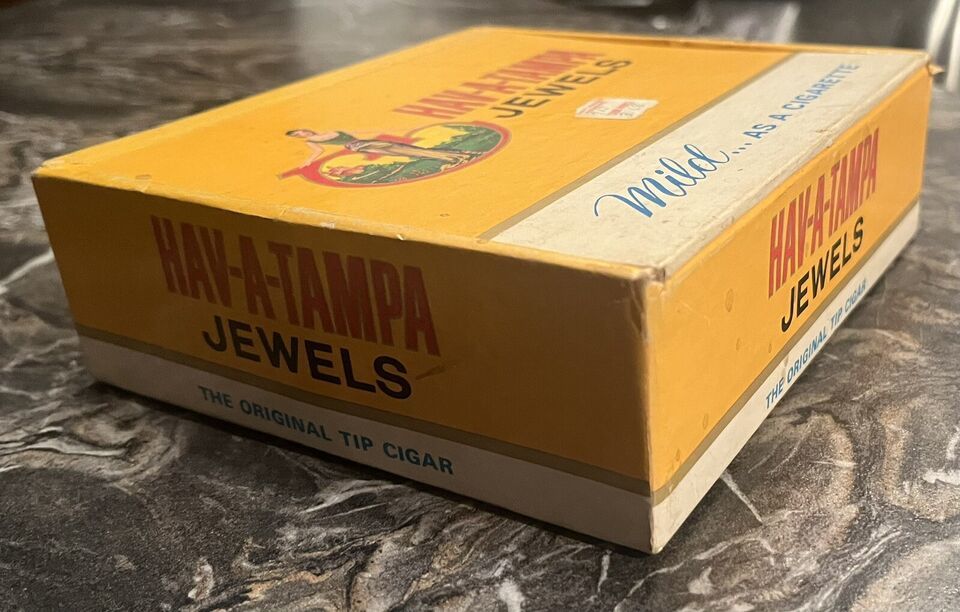 HAV-A-TAMPA
JEWELS
Mild... AS A CIGARETTE
HAV-A-TAMPA
JEWELS
THE ORIGINAL TIP CIGAR
HAV-A-TAMPA
JEWELS
THE ORIGINAL TIP CIGAR